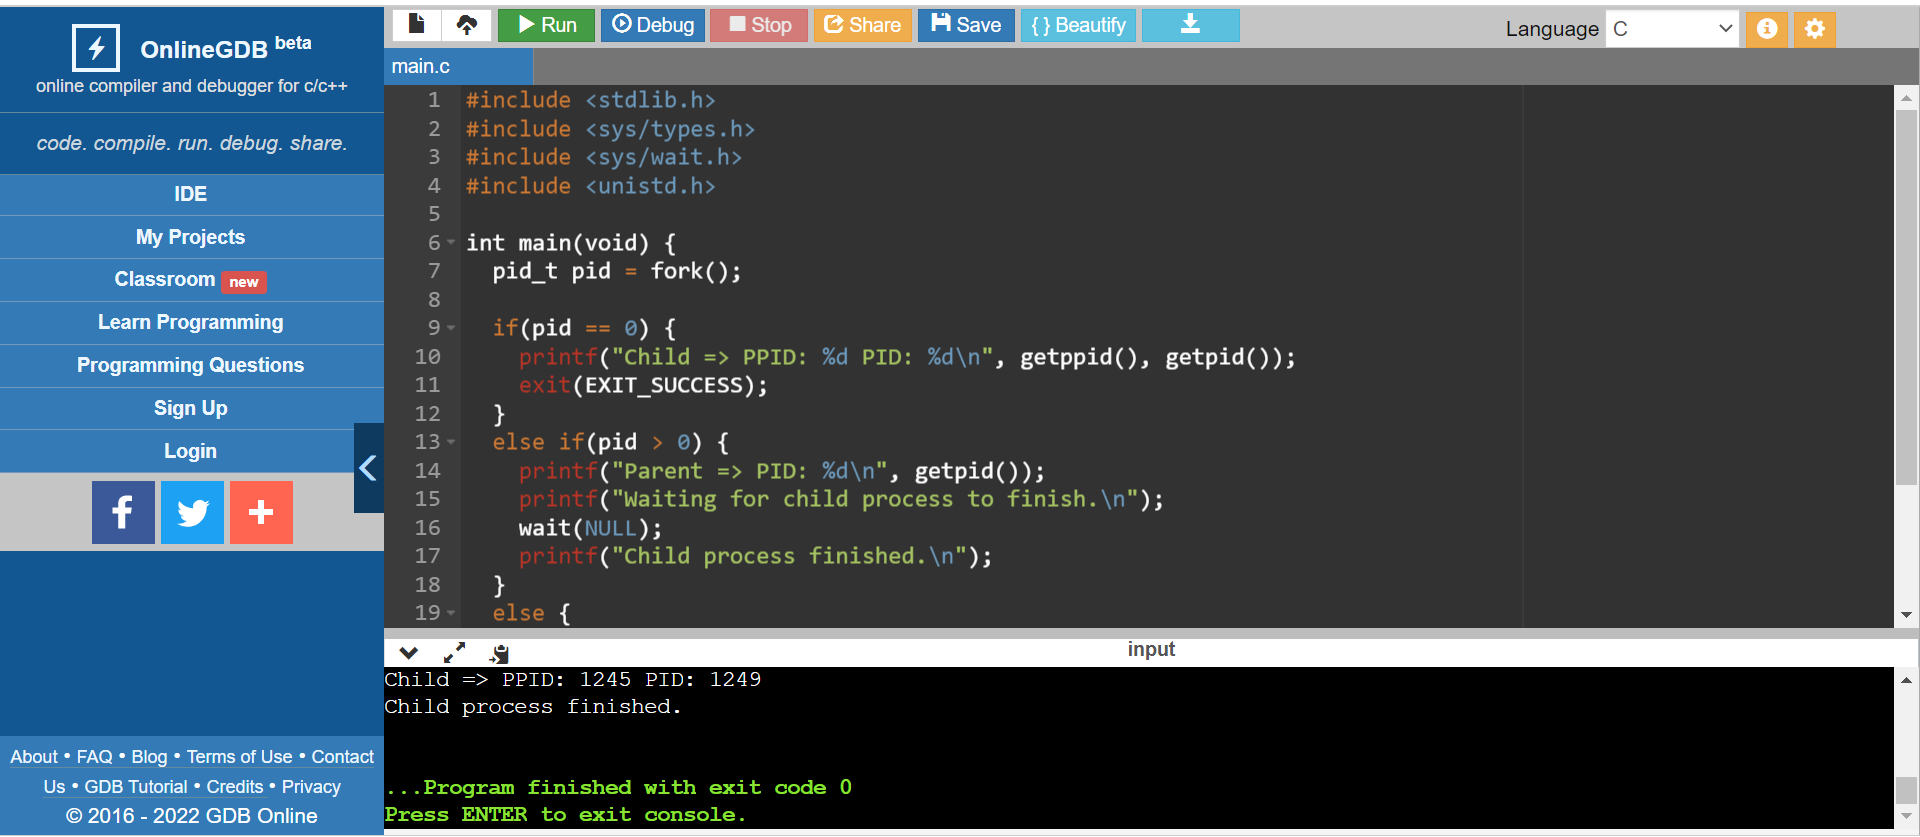 OnlineGDB beta
online compiler and debugger for c/c++
code. compile. run. debug. share.
IDE
My Projects
Classroom new
Learn Programming
Programming Questions
Sign Up
Login
About • FAQ • Blog • Terms of Use • Contact
Us • GDB Tutorial • Credits • Privacy
© 2016 - 2022 GDB Online
Run Debug Stop Share Save { } Beautify Language C
main.c
1 #include <stdlib.h>
2 #include <sys/types.h>
3 #include <sys/wait.h>
4 #include <unistd.h>
5
6 int main(void) {
7 pid_t pid = fork();
8
9 if(pid == 0) {
10 printf("Child => PPID: %d PID: %d\n", getppid(), getpid());
11 exit(EXIT_SUCCESS);
12 }
13 else if(pid > 0) {
14 printf("Parent => PID: %d\n", getpid());
15 printf("Waiting for child process to finish.\n");
16 wait(NULL);
17 printf("Child process finished.\n");
18 }
19 else {
input
Child => PPID: 1245 PID: 1249
Child process finished.
...Program finished with exit code 0
Press ENTER to exit console.